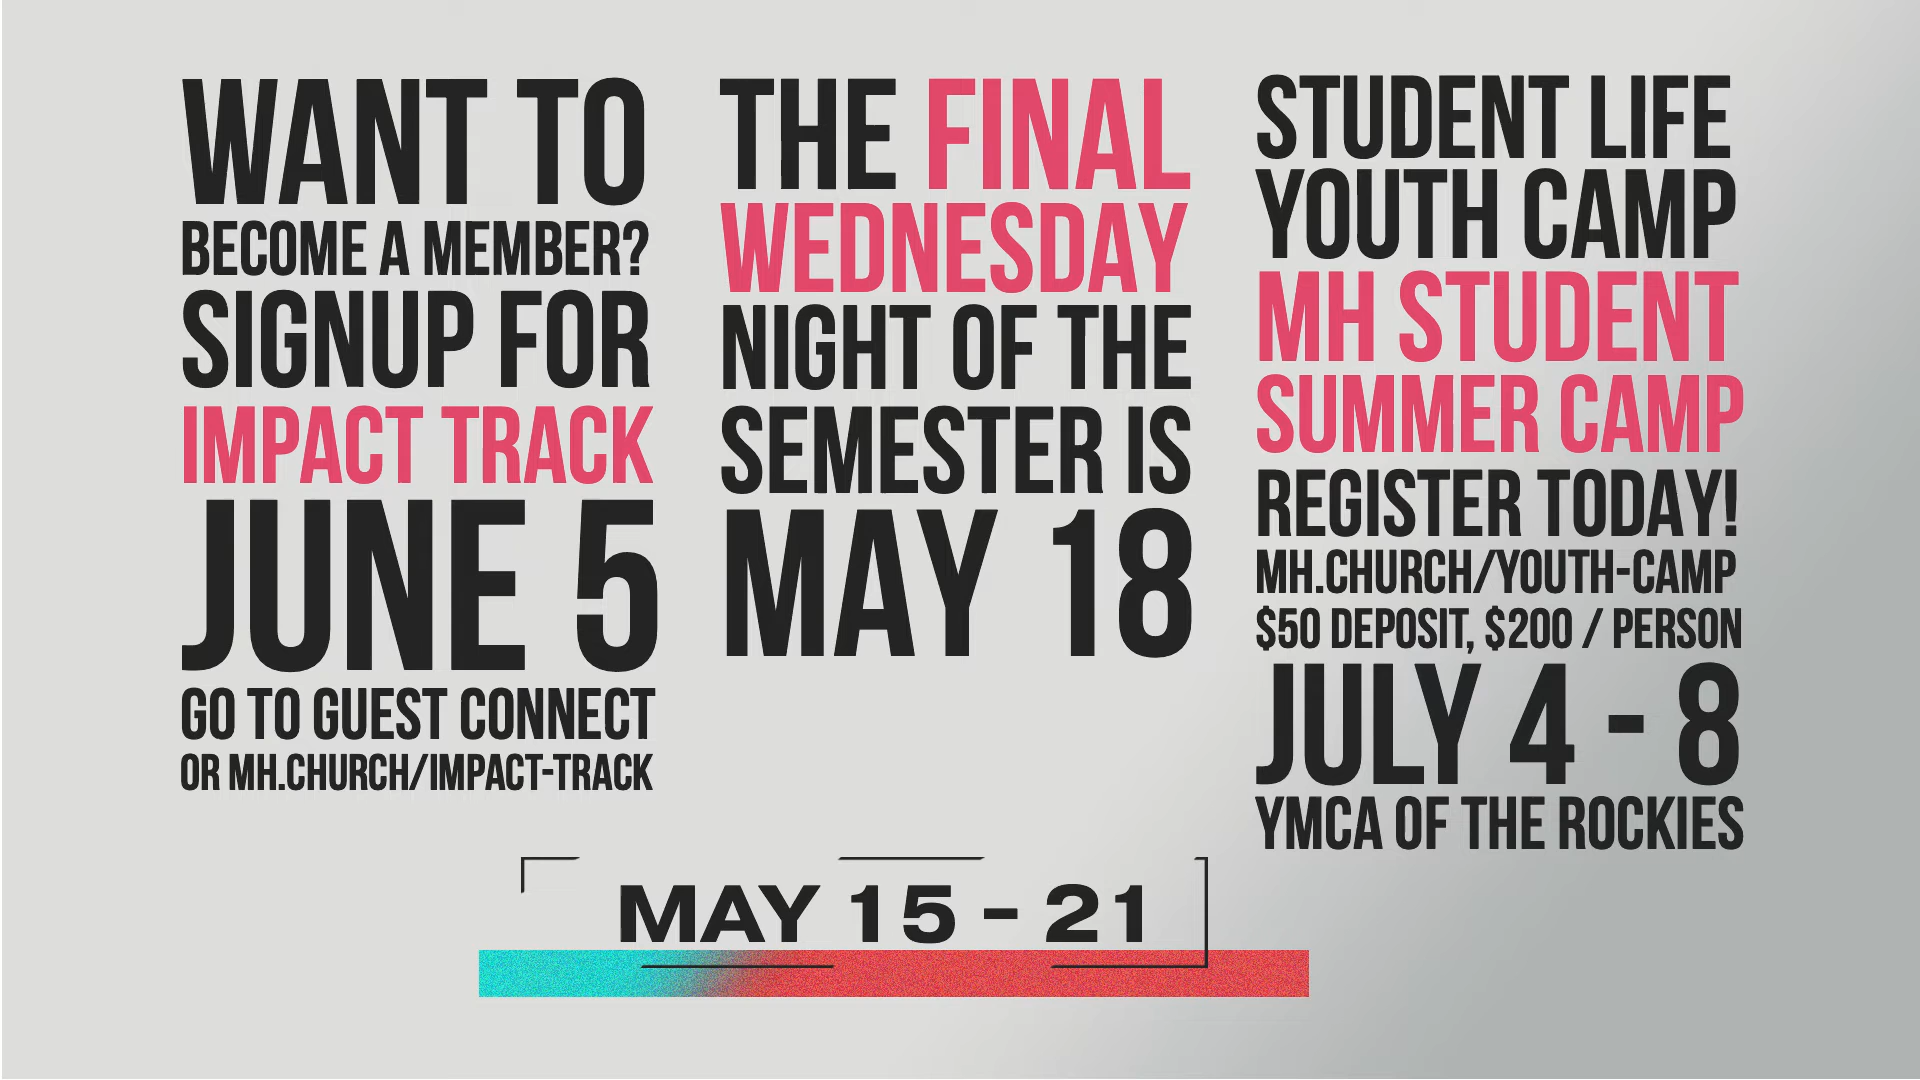 WANT TO
BECOME A MEMBER?
SIGNUP FOR
IMPACT TRACK
JUNE 5
GO TO GUEST CONNECT
OR MH.CHURCH/IMPACT-TRACK
THE FINAL
WEDNESDAY
NIGHT OF THE
SEMESTER IS
MAY 18
STUDENT LIFE
YOUTH CAMP
MH STUDENT
SUMMER CAMP
REGISTER TODAY!
MH.CHURCH/YOUTH-CAMP
$50 DEPOSIT, $200 / PERSON
JULY 4 - 8
YMCA OF THE ROCKIES
MAY 15 - 21